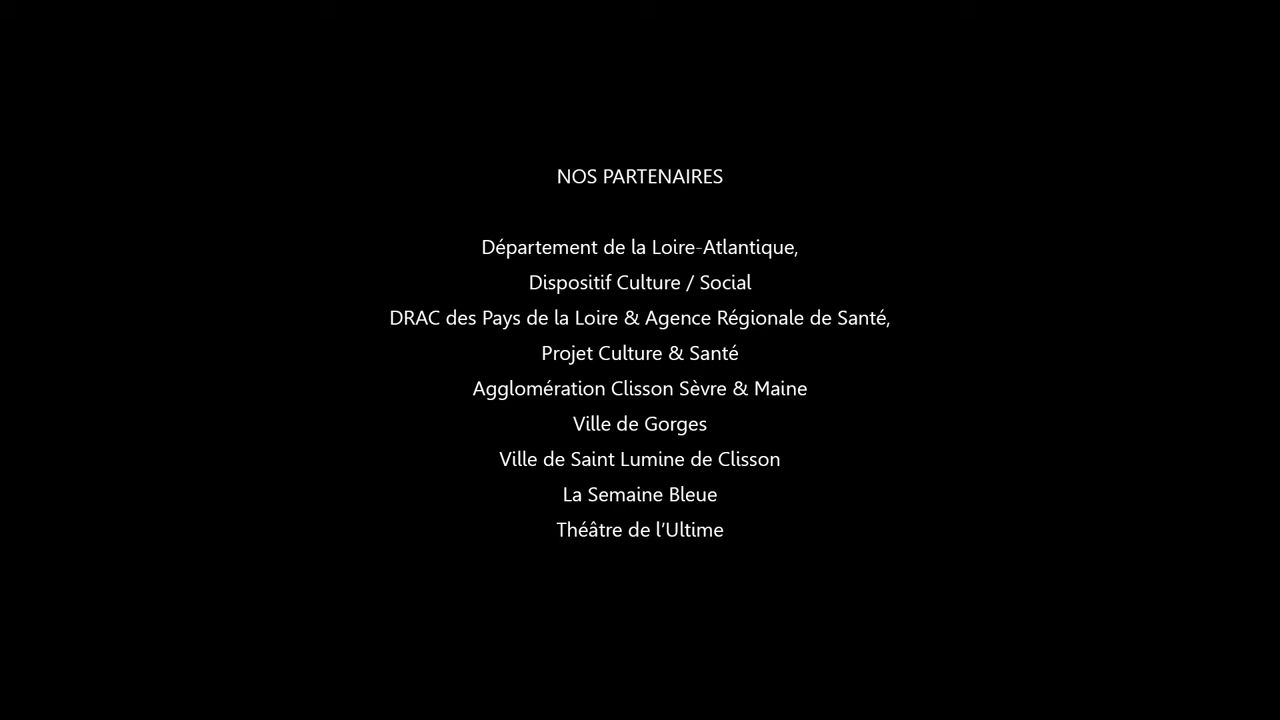 NOS PARTENAIRES
Département de la Loire-Atlantique,
Dispositif Culture / Social
DRAC des Pays de la Loire & Agence Régionale de Santé,
Projet Culture & Santé
Agglomération Clisson Sèvre & Maine
Ville de Gorges
Ville de Saint Lumine de Clisson
La Semaine Bleue
Théâtre de l’Ultime